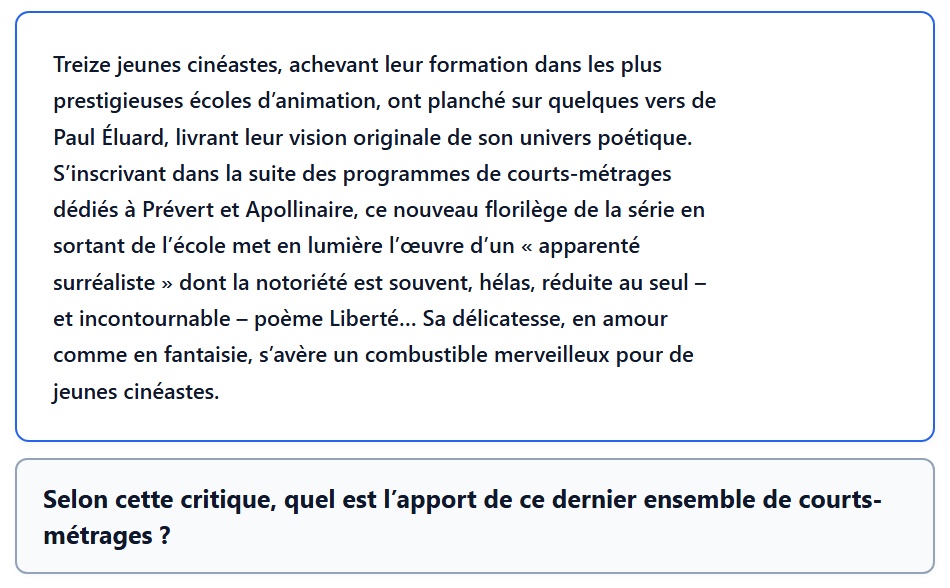 Treize jeunes cinéastes, achevant leur formation dans les plus
prestigieuses écoles d’animation, ont planché sur quelques vers de
Paul Éluard, livrant leur vision originale de son univers poétique.
S’inscrivant dans la suite des programmes de courts-métrages
dédiés à Prévert et Apollinaire, ce nouveau florilège de la série en
sortant de l’école met en lumière l’œuvre d’un « apparenté
surréaliste » dont la notoriété est souvent, hélas, réduite au seul –
et incontournable – poème Liberté... Sa délicatesse, en amour
comme en fantaisie, s’avère un combustible merveilleux pour de
jeunes cinéastes.
Selon cette critique, quel est l’apport de ce dernier ensemble de courts-
métrages ?